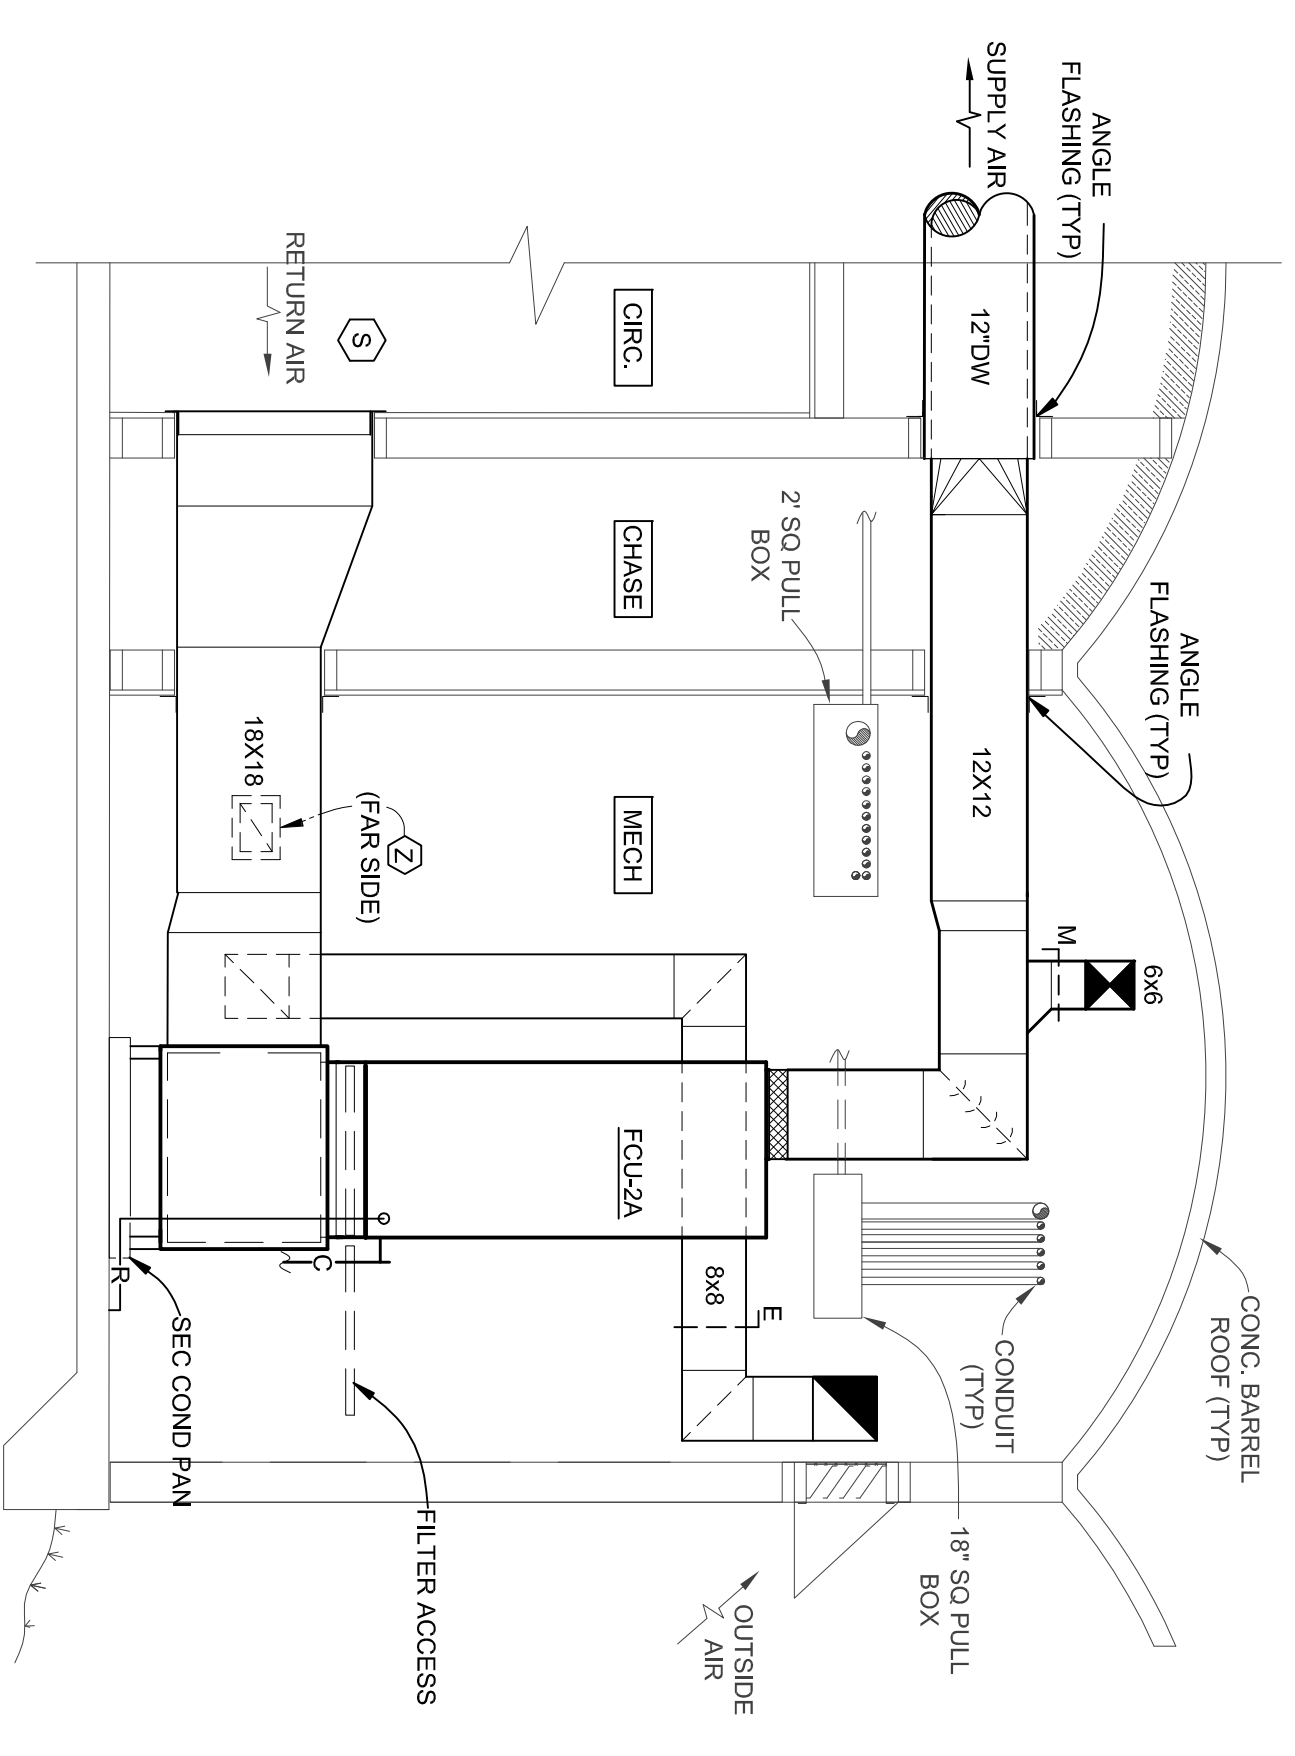 CONC. BARREL
ROOF (TYP)
ANGLE
FLASHING (TYP)
ANGLE
FLASHING (TYP)
6x6
M
SUPPLY AIR
12"DW
12X12
CONDUIT
(TYP)
18" SQ PULL
BOX
2' SQ PULL
BOX
E
8x8
OUTSIDE
AIR
CIRC.
CHASE
MECH
FCU-2A
S
Z
(FAR SIDE)
FILTER ACCESS
C
RETURN AIR
18X18
SEC COND PAN
R